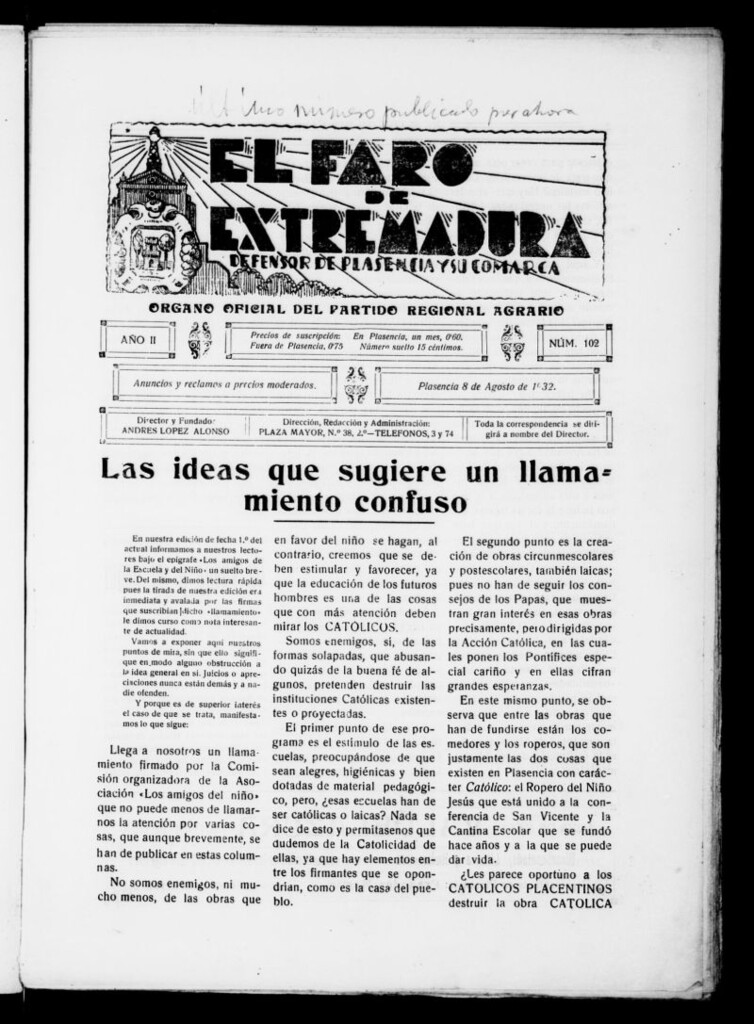 Último número publicado por ahora
EL FARO
DE
EXTREMADURA
DEFENSOR DE PLASENCIA Y SU COMARCA
ORGANO OFICIAL DEL PARTIDO REGIONAL AGRARIO
AÑO II
Precios de suscripción: En Plasencia, un mes, 0'60.
Fuera de Plasencia, 0'75 Número suelto 15 céntimos.
NÚM. 102
Anuncios y reclamos a precios moderados.
Plasencia 8 de Agosto de 1932.
Director y Fundador
ANDRES LOPEZ ALONSO
Dirección, Redacción y Administración:
PLAZA MAYOR, N.º 38, 2.º—TELEFONOS, 3 y 74
Toda la correspondencia se diri-
girá a nombre del Director.
Las ideas que sugiere un llama-
miento confuso
En nuestra edición de fecha 1.º del
actual informamos a nuestros lecto-
res bajo el epígrafe «Los amigos de
la Escuela y del Niño» un suelto bre-
ve. Del mismo, dimos lectura rápida
pues la tirada de nuestra edición era
inmediata y avalada por las firmas
que suscribían dicho «llamamiento»
le dimos curso como nota interesan-
te de actualidad.
Vamos a exponer aquí nuestros
puntos de mira, sin que ello signifi-
que en modo alguno obstrucción a
la idea general en sí. Juicios o apre-
cisciones nunca están demás y a na-
die ofenden.
Y porque es de superior interés
el caso de que se trata, manifesta-
mos lo que sigue:
Llega a nosotros un llama-
miento firmado por la Comi-
sión organizadora de la Aso-
ciación «Los amigos del niño»
que no puede menos de llamar-
nos la atención por varias co-
sas, que aunque brevemente, se
han de publicar en estas colum-
nas.
No somos enemigos, ni mu-
cho menos, de las obras que
en favor del niño se hagan, al
contrario, creemos que se de-
ben estimular y favorecer, ya
que la educación de los futuros
hombres es una de las cosas
que con más atención deben
mirar los CATÓLICOS.
Somos enemigos, si, de las
formas solapadas, que abusan-
do quizás de la buena fé de al-
gunos, pretenden destruir las
instituciones Católicas existen-
tes o proyectadas.
El primer punto de ese pro-
grama es el estimulo de las es-
cuelas, preocupándose de que
sean alegres, higiénicas y bien
dotadas de material pedagógi-
co, pero, ¿esas escuelas han de
ser católicas o laicas? Nada se
dice de esto y permitasenos que
dudemos de la Catolicidad de
ellas, ya que hay elementos en-
tre los firmantes que se opon-
drían, como es la casa del pue-
blo.
El segundo punto es la crea-
ción de obras circunmescolares
y postescolares, también laicas;
pues no han de seguir los con-
sejos de los Papas, que mues-
tran gran interés en esas obras
precisamente, pero dirigidas por
la Acción Católica, en las cua-
les ponen los Pontífices espe-
cial cariño y en ellas cifran
grandes esperanzas.
En este mismo punto, se ob-
serva que entre las obras que
han de fundirse están los co-
medores y los roperos, que son
justamente las dos cosas que
existen en Plasencia con carác-
ter Católico: el Ropero del Niño
Jesús que está unido a la con-
ferencia de San Vicente y la
Cantina Escolar que se fundó
hace años y a la que se puede
dar vida.
¿Les parece oportuno a los
CATOLICOS PLACENTINOS
destruir la obra CATOLICA